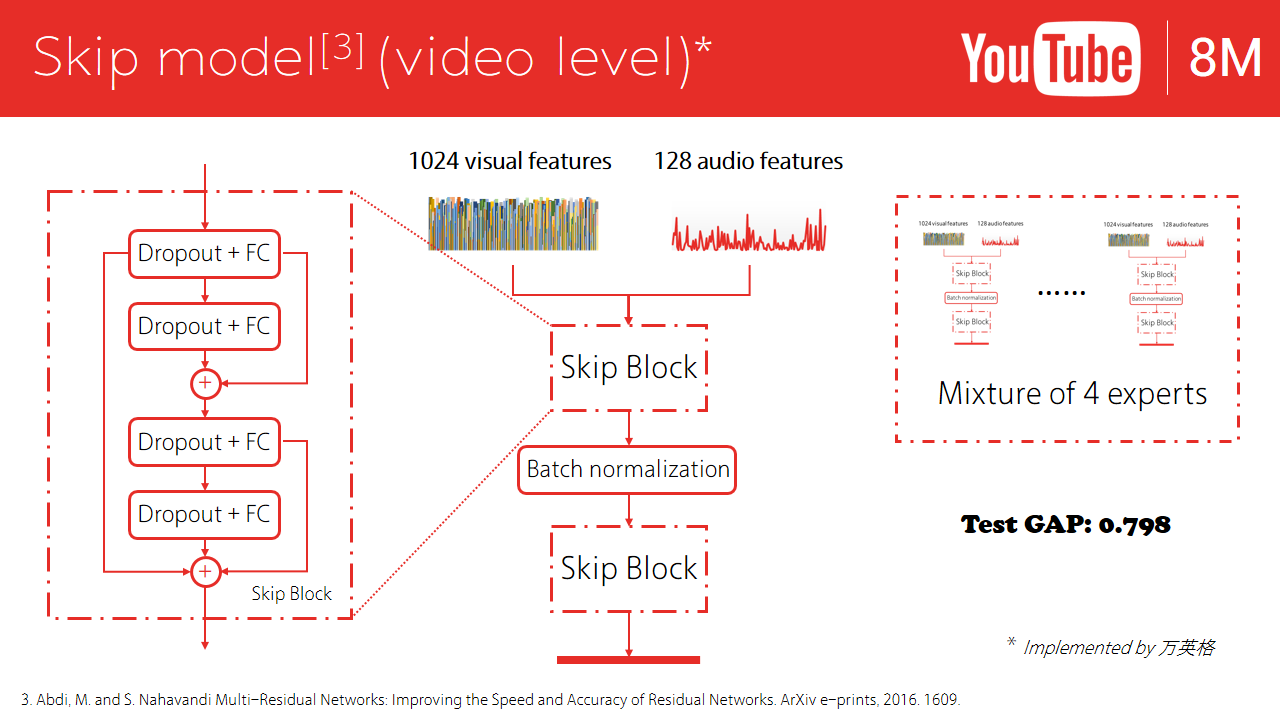 Skip model[3] (video level)*
YouTube 8M
1024 visual features
128 audio features
Dropout + FC
Dropout + FC
+
Dropout + FC
Dropout + FC
+
Skip Block
Skip Block
Batch normalization
Skip Block
1024 visual features
128 audio features
Skip Block
Batch normalization
Skip Block
......
1024 visual features
128 audio features
Skip Block
Batch normalization
Skip Block
Mixture of 4 experts
Test GAP: 0.798
* Implemented by 万英格
3. Abdi, M. and S. Nahavandi Multi-Residual Networks: Improving the Speed and Accuracy of Residual Networks. ArXiv e-prints, 2016. 1609.